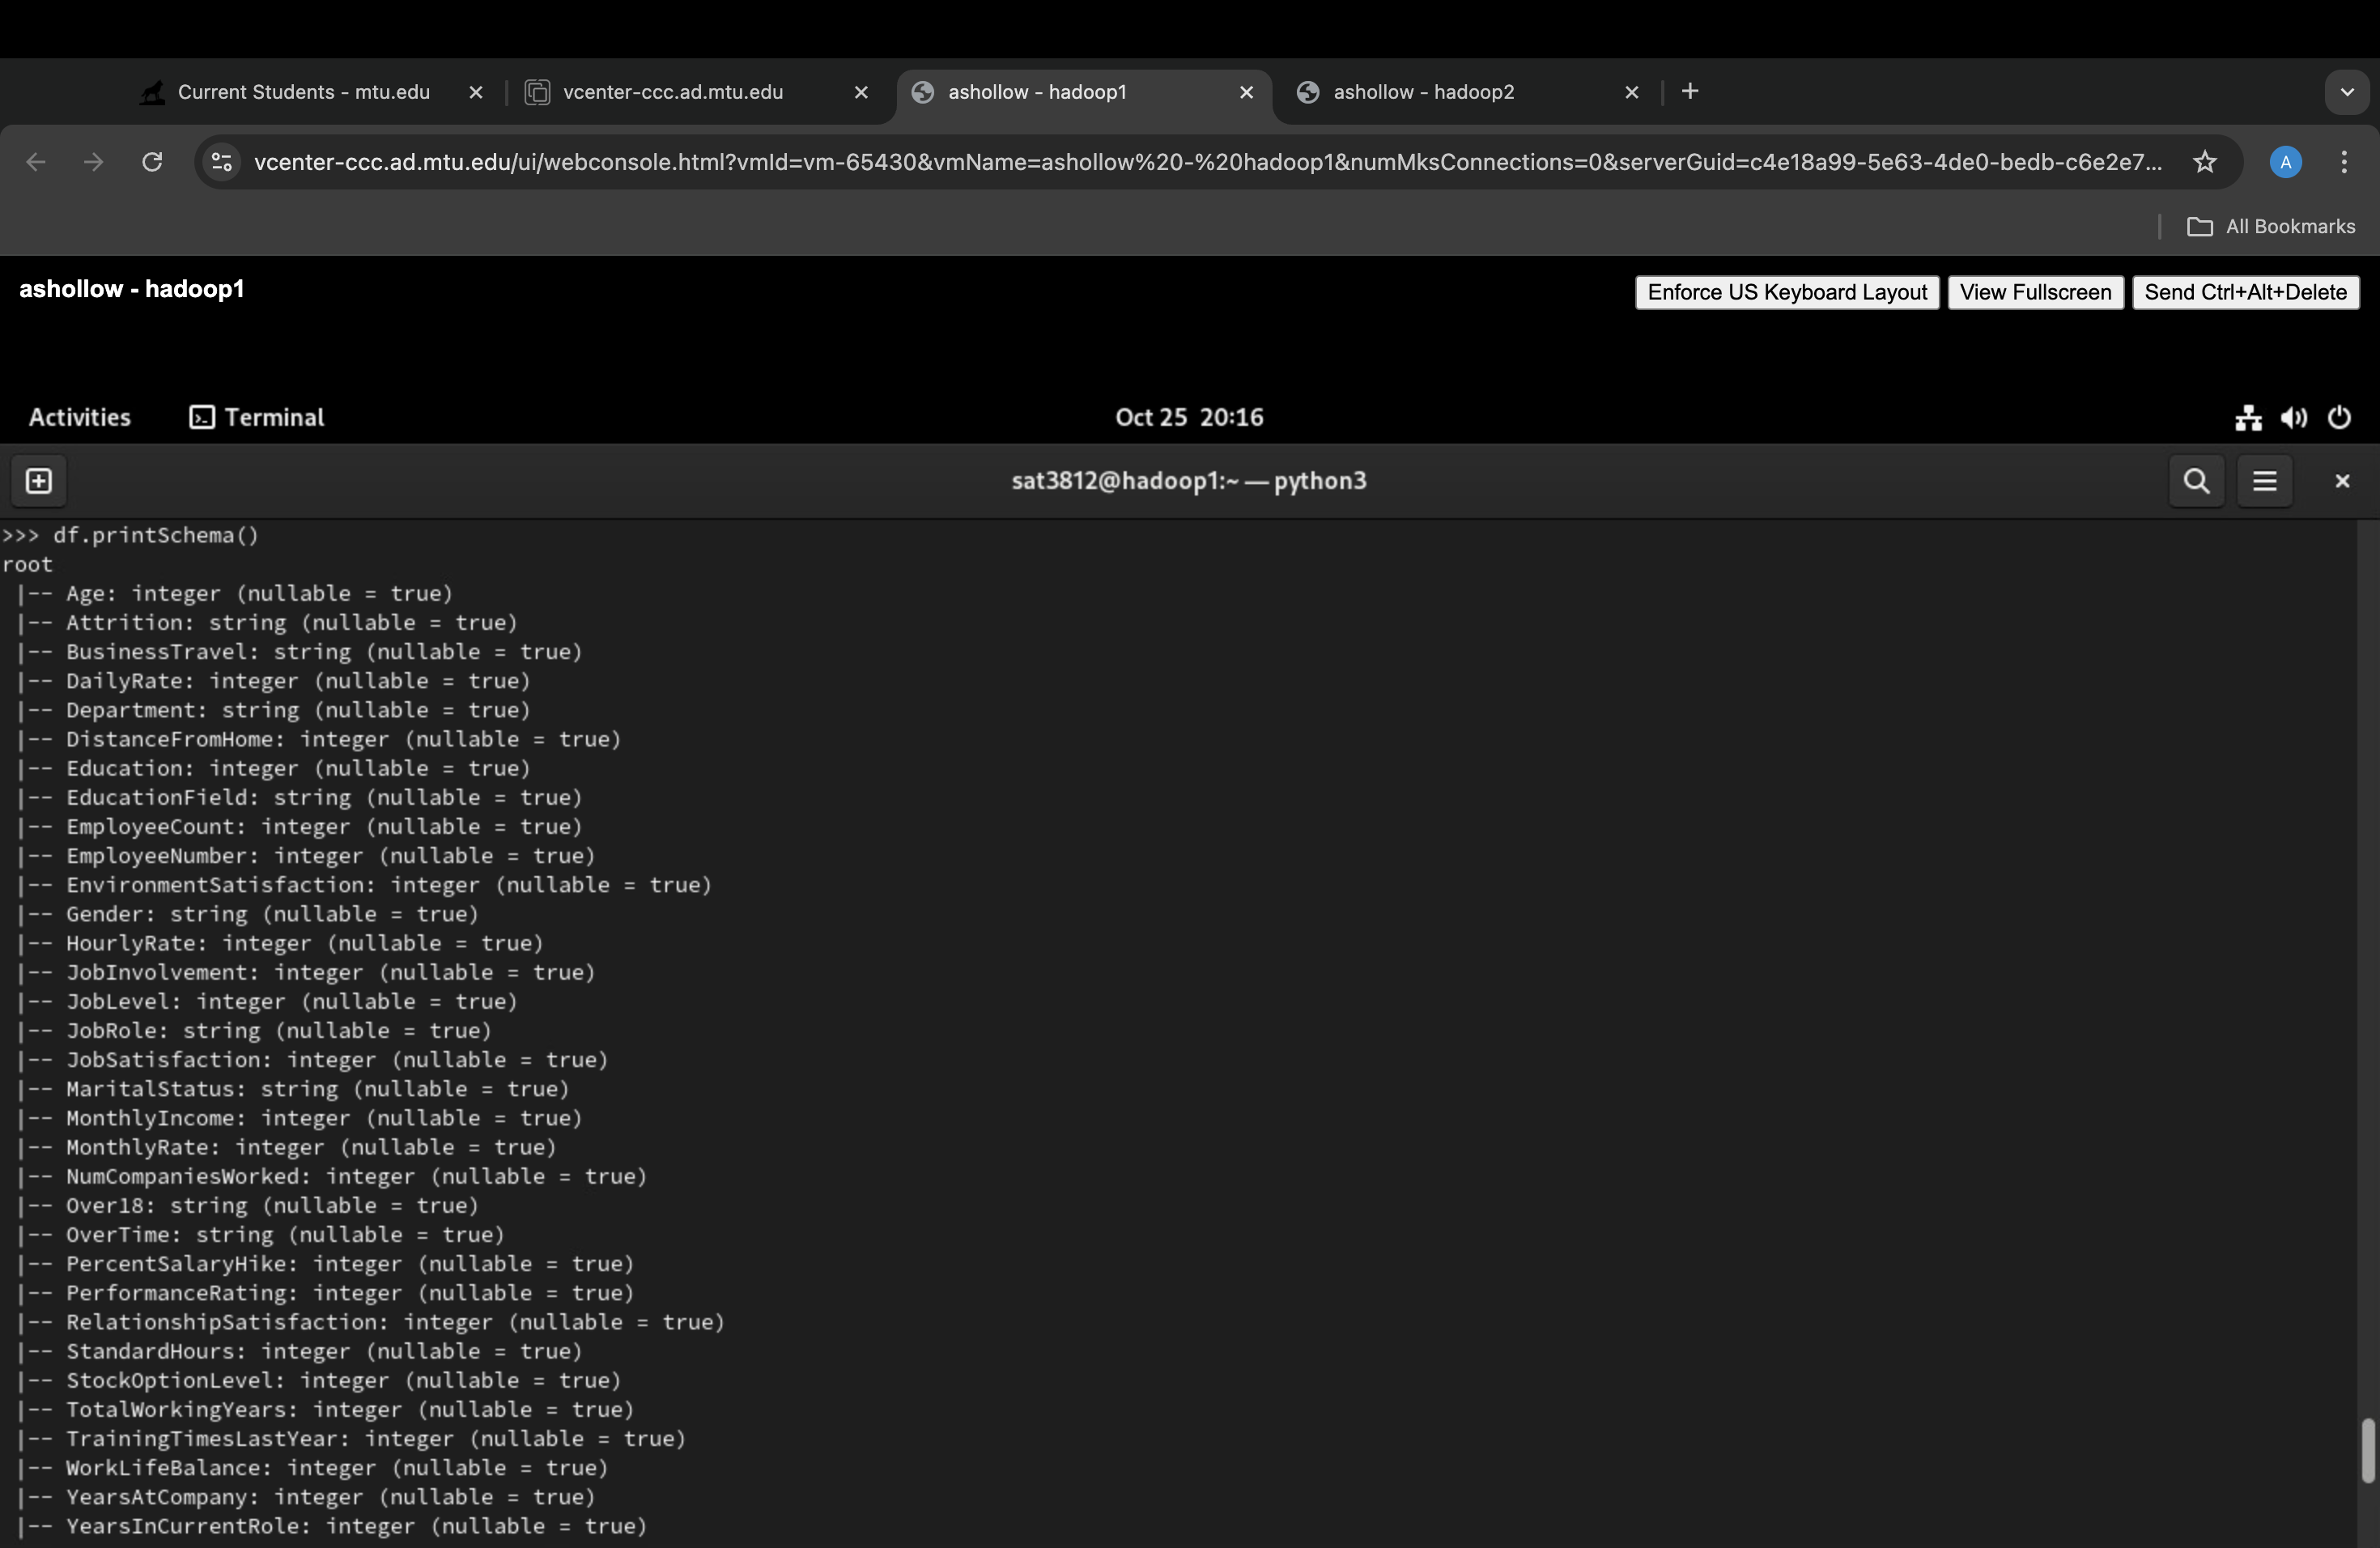 Current Students - mtu.edu
vcenter-ccc.ad.mtu.edu
ashollow - hadoop1
ashollow - hadoop2
vcenter-ccc.ad.mtu.edu/ui/webconsole.html?vmId=vm-65430&vmName=ashollow%20-%20hadoop1&numMksConnections=0&serverGuid=c4e18a99-5e63-4de0-bedb-c6e2e7...
A
All Bookmarks
ashollow - hadoop1
Enforce US Keyboard Layout
View Fullscreen
Send Ctrl+Alt+Delete
Activities
Terminal
Oct 25 20:16
sat3812@hadoop1:~ — python3
>>> df.printSchema()
root
|-- Age: integer (nullable = true)
|-- Attrition: string (nullable = true)
|-- BusinessTravel: string (nullable = true)
|-- DailyRate: integer (nullable = true)
|-- Department: string (nullable = true)
|-- DistanceFromHome: integer (nullable = true)
|-- Education: integer (nullable = true)
|-- EducationField: string (nullable = true)
|-- EmployeeCount: integer (nullable = true)
|-- EmployeeNumber: integer (nullable = true)
|-- EnvironmentSatisfaction: integer (nullable = true)
|-- Gender: string (nullable = true)
|-- HourlyRate: integer (nullable = true)
|-- JobInvolvement: integer (nullable = true)
|-- JobLevel: integer (nullable = true)
|-- JobRole: string (nullable = true)
|-- JobSatisfaction: integer (nullable = true)
|-- MaritalStatus: string (nullable = true)
|-- MonthlyIncome: integer (nullable = true)
|-- MonthlyRate: integer (nullable = true)
|-- NumCompaniesWorked: integer (nullable = true)
|-- Over18: string (nullable = true)
|-- OverTime: string (nullable = true)
|-- PercentSalaryHike: integer (nullable = true)
|-- PerformanceRating: integer (nullable = true)
|-- RelationshipSatisfaction: integer (nullable = true)
|-- StandardHours: integer (nullable = true)
|-- StockOptionLevel: integer (nullable = true)
|-- TotalWorkingYears: integer (nullable = true)
|-- TrainingTimesLastYear: integer (nullable = true)
|-- WorkLifeBalance: integer (nullable = true)
|-- YearsAtCompany: integer (nullable = true)
|-- YearsInCurrentRole: integer (nullable = true)